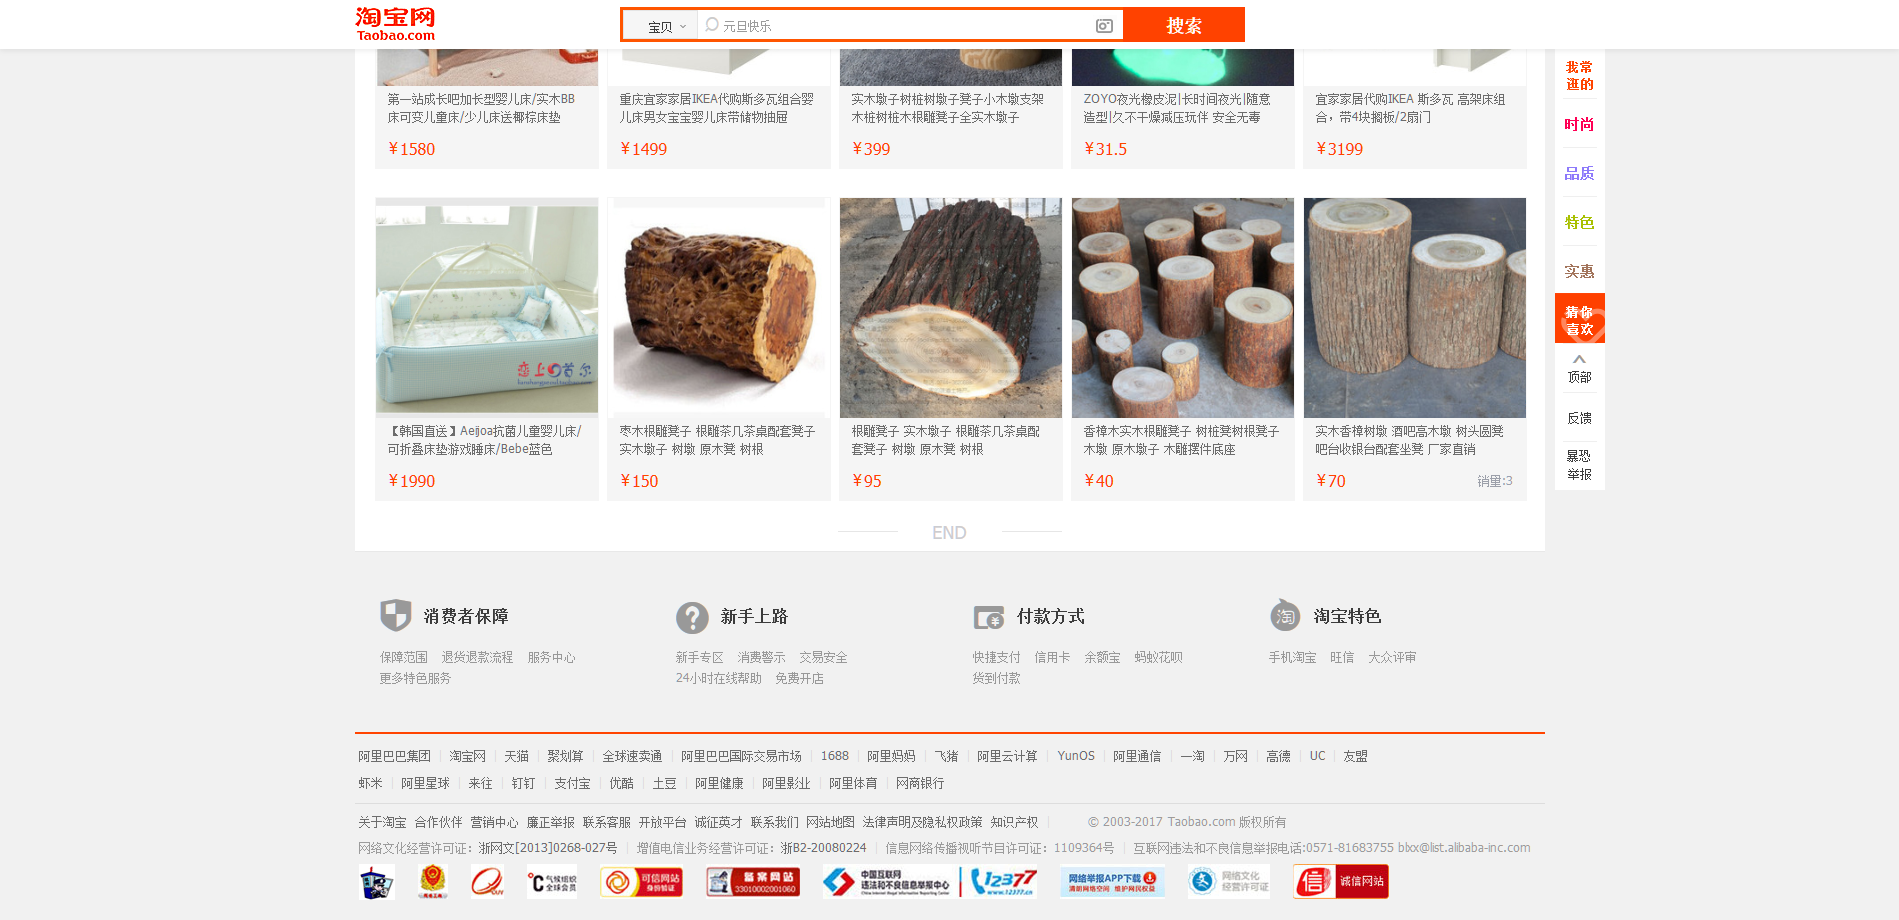 淘宝网
Taobao.com
宝贝
元旦快乐
搜索
第一站成长吧加长型婴儿床/实木BB
床可变儿童床/少儿床送椰棕床垫
￥1580
重庆宜家家居IKEA代购斯多瓦组合婴
儿床男女宝宝婴儿床带储物抽屉
￥1499
实木墩子树桩树墩子凳子小木墩支架
木桩树桩木根雕凳子全实木墩子
￥399
ZOYO夜光橡皮泥|长时间夜光|随意
造型|久不干燥减压玩伴 安全无毒
￥31.5
宜家家居代购IKEA 斯多瓦 高架床组
合，带4块搁板/2扇门
￥3199
恋上首尔
【韩国直送】Aejjoa抗菌儿童婴儿床/
可折叠床垫游戏睡床/Bebe蓝色
￥1990
枣木根雕凳子 根雕茶几茶桌配套凳子
实木墩子 树墩 原木凳 树根
￥150
根雕凳子 实木墩子 根雕茶几茶桌配
套凳子 树墩 原木凳 树根
￥95
香樟木实木根雕凳子 树桩凳树根凳子
木墩 原木墩子 木雕摆件底座
￥40
实木香樟树墩 酒吧高木墩 树头圆凳
吧台收银台配套坐凳 厂家直销
￥70
销量:3
我常
逛的
时尚
品质
特色
实惠
猜你
喜欢
顶部
反馈
暴恐
举报
END
消费者保障
保障范围 退货退款流程 服务中心
更多特色服务
新手上路
新手专区 消费警示 交易安全
24小时在线帮助 免费开店
付款方式
快捷支付 信用卡 余额宝 蚂蚁花呗
货到付款
淘
淘宝特色
手机淘宝 旺信 大众评审
阿里巴巴集团 | 淘宝网 | 天猫 | 聚划算 | 全球速卖通 | 阿里巴巴国际交易市场 | 1688 | 阿里妈妈 | 飞猪 | 阿里云计算 | YunOS | 阿里通信 | 一淘 | 万网 | 高德 | UC | 友盟
虾米 | 阿里星球 | 来往 | 钉钉 | 支付宝 | 优酷 | 土豆 | 阿里健康 | 阿里影业 | 阿里体育 | 网商银行
关于淘宝 合作伙伴 营销中心 廉正举报 联系客服 开放平台 诚征英才 联系我们 网站地图 法律声明及隐私权政策 知识产权 | © 2003-2017 Taobao.com 版权所有
网络文化经营许可证：浙网文[2013]0268-027号 | 增值电信业务经营许可证：浙B2-20080224 | 信息网络传播视听节目许可证：1109364号 | 互联网违法和不良信息举报电话:0571-81683755 blxx@list.alibaba-inc.com
℃ 气候组织
全球会员
可信网站
身份验证
备案网站
33010002001060
中国互联网
违法和不良信息举报中心
12377
www.12377.cn
网络举报APP下载
清朗网络空间 维护网民权益
网络文化
经营许可证
信 诚信网站